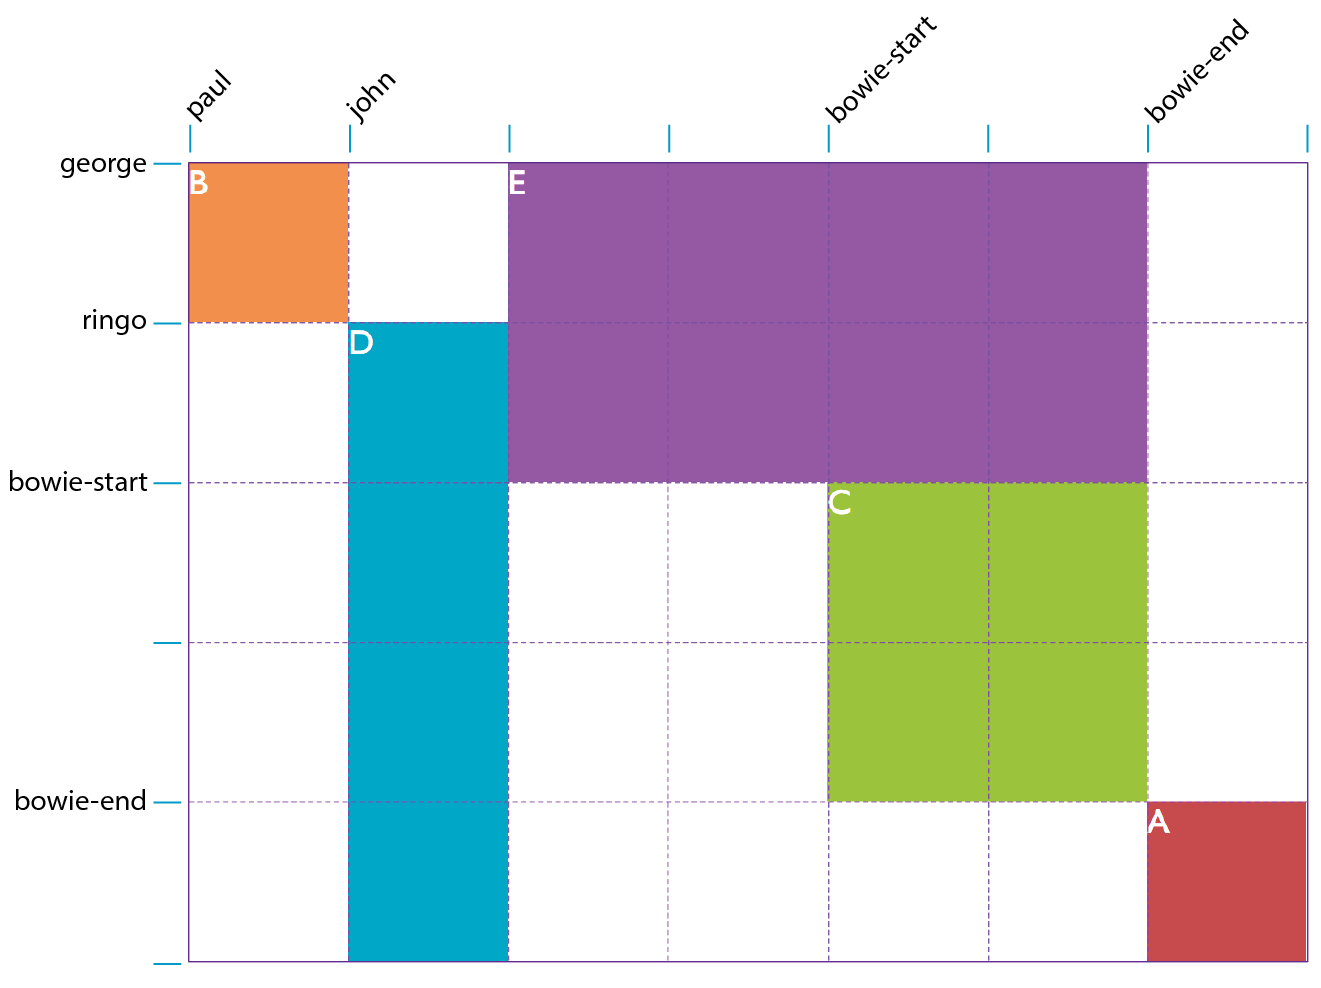 paul
john
bowie-start
bowie-end
george
B
E
ringo
D
bowie-start
C
bowie-end
A